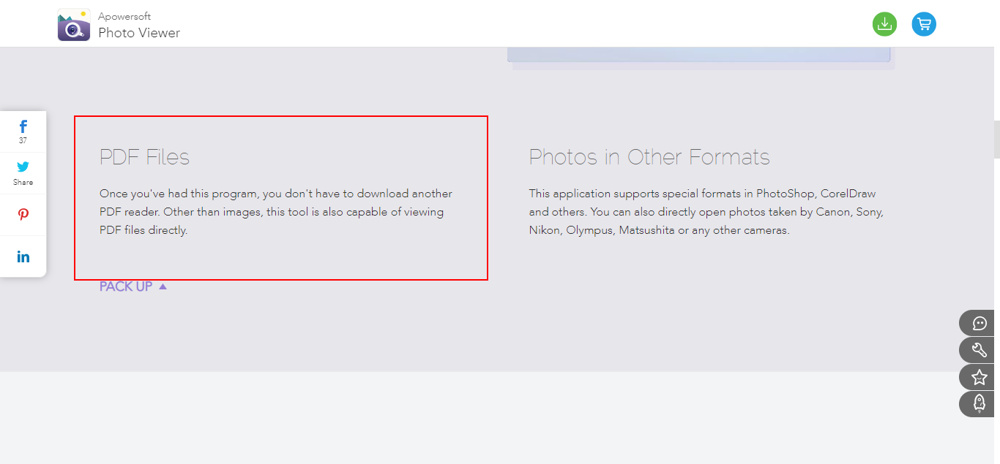 Apowersoft
Photo Viewer
37
Share
PDF Files
Once you've had this program, you don't have to download another
PDF reader. Other than images, this tool is also capable of viewing
PDF files directly.
PACK UP
Photos in Other Formats
This application supports special formats in PhotoShop, CorelDraw
and others. You can also directly open photos taken by Canon, Sony,
Nikon, Olympus, Matsushita or any other cameras.